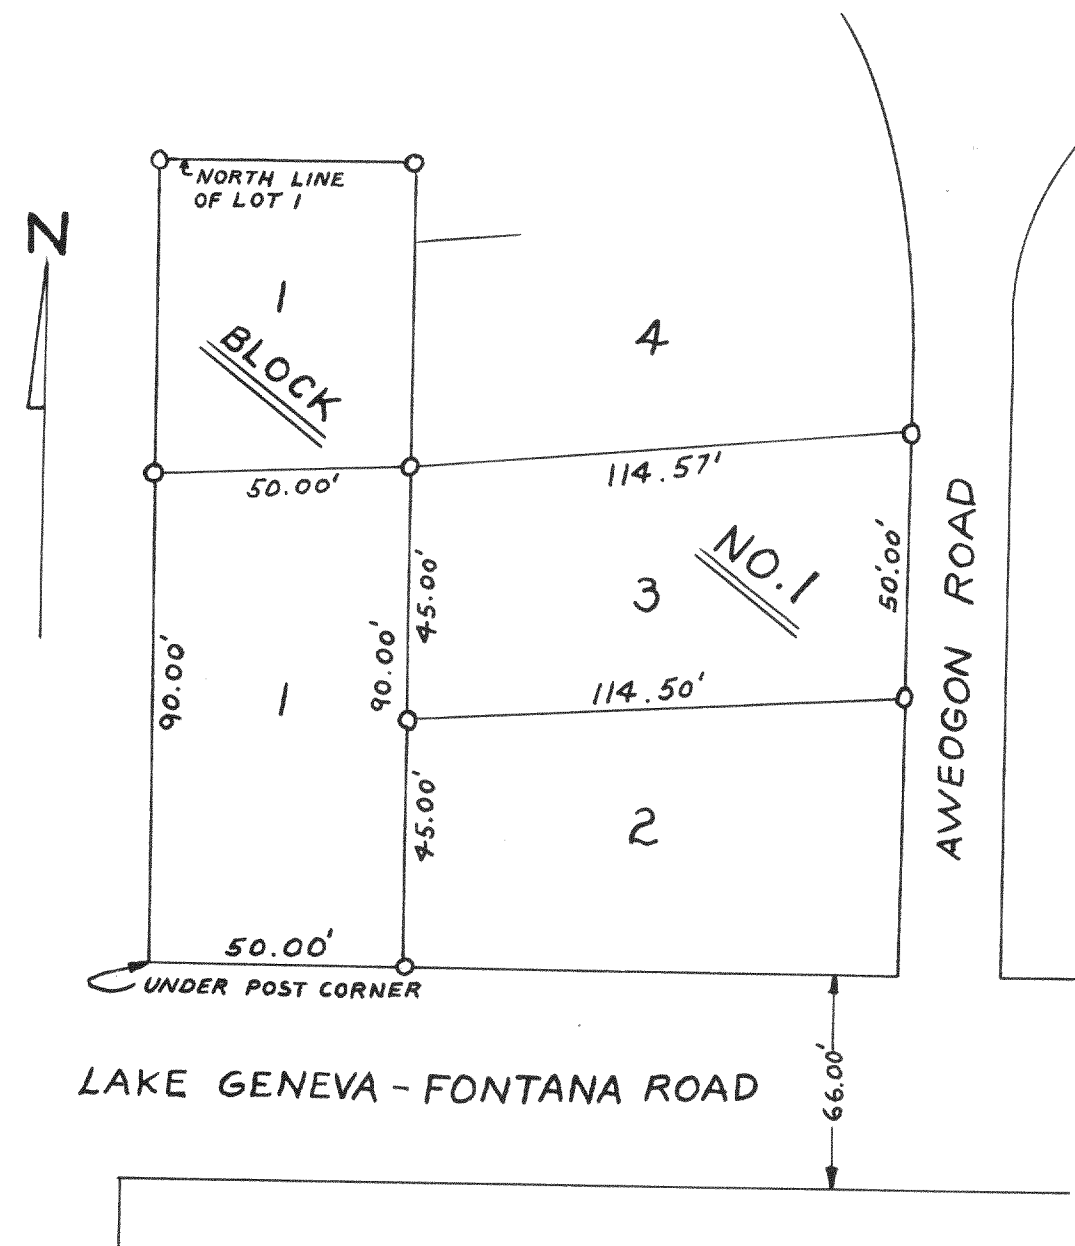 NORTH LINE
OF LOT 1
N
1
BLOCK
4
50.00'
114.57'
NO. 1
50.00'
45.00'
3
AWEOGON ROAD
90.00'
90.00'
1
114.50'
45.00'
2
50.00'
UNDER POST CORNER
66.00'
LAKE GENEVA - FONTANA ROAD